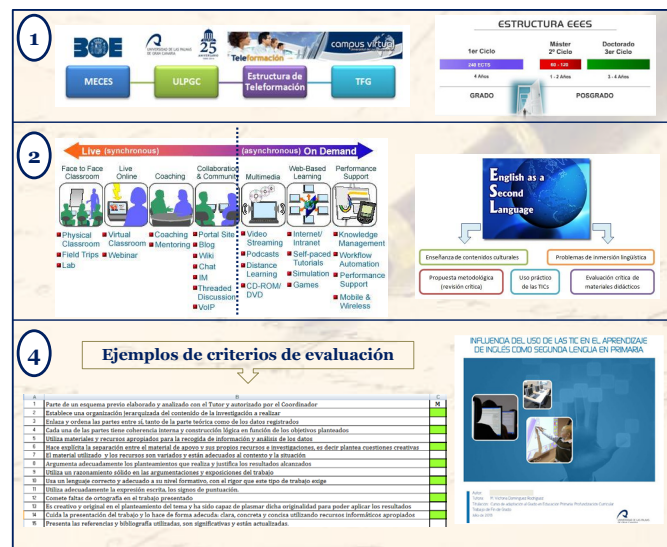 1
BOE
UNIVERSIDAD DE LAS PALMAS
DE GRAN CANARIA
25
Teleformación
campus virtual
MECES
ULPGC
Estructura de
Teleformación
TFG
ESTRUCTURA EEES
1er Ciclo
Máster
2º Ciclo
Doctorado
3er Ciclo
240 ECTS
60 - 120
4 Años
1 - 2 Años
3 - 4 Años
GRADO
POSGRADO
2
Live (synchronous)
(asynchronous) On Demand
Face to Face
Classroom
Live
Online
Coaching
Collaboration
& Community
Multimedia
Web-Based
Learning
Performance
Support
Physical
Classroom
Field Trips
Lab
Virtual
Classroom
Webinar
Coaching
Mentoring
Portal Site
Blog
Wiki
Chat
IM
Threaded
Discussion
VoIP
Video
Streaming
Podcasts
Distance
Learning
CD-ROM/
DVD
Internet/
Intranet
Self-paced
Tutorials
Simulation
Games
Knowledge
Management
Workflow
Automation
Performance
Support
Mobile &
Wireless
English as a
Second
Language
Enseñanza de contenidos culturales
Problemas de inmersión lingüística
Propuesta metodológica
(revisión crítica)
Uso práctico
de las TICs
Evaluación crítica de
materiales didácticos
4
Ejemplos de criterios de evaluación
A
C
1 Parte de un esquema previo elaborado y analizado con el Tutor y autorizado por el Coordinador M
2 Establece una organización jerarquizada del contenido de la investigación a realizar
3 Enlaza y ordena las partes entre sí, tanto de la parte teórica como de los datos registrados
4 Cada una de las partes tiene coherencia interna y construcción lógica en función de los objetivos planteados
5 Utiliza materiales y recursos apropiados para la recogida de información y análisis de los datos
6 Hace explícita la separación entre el material de apoyo y sus propios recursos e investigaciones, es decir plantea cuestiones creativas
7 El material utilizado y los recursos son variados y están adecuados al contexto y la situación
8 Argumenta adecuadamente los planteamientos que realiza y justifica los resultados alcanzados
9 Utiliza un razonamiento sólido en las argumentaciones y exposiciones del trabajo
10 Usa un lenguaje correcto y adecuado a su nivel formativo, con el rigor que este tipo de trabajo exige
11 Utiliza adecuadamente la expresión escrita, los signos de puntuación.
12 Comete faltas de ortografía en el trabajo presentado
13 Es creativo y original en el planteamiento del tema y ha sido capaz de plasmar dicha originalidad para poder aplicar los resultados
14 Cuida la presentación del trabajo y lo hace de forma adecuda: clara, concreta y concisa utilizando recursos informáticos apropiados
15 Presenta las referencias y bibliografía utilizadas, son significativas y están actualizadas.
INFLUENCIA DEL USO DE LAS TIC EN EL APRENDIZAJE
DE INGLÉS COMO SEGUNDA LENGUA EN PRIMARIA